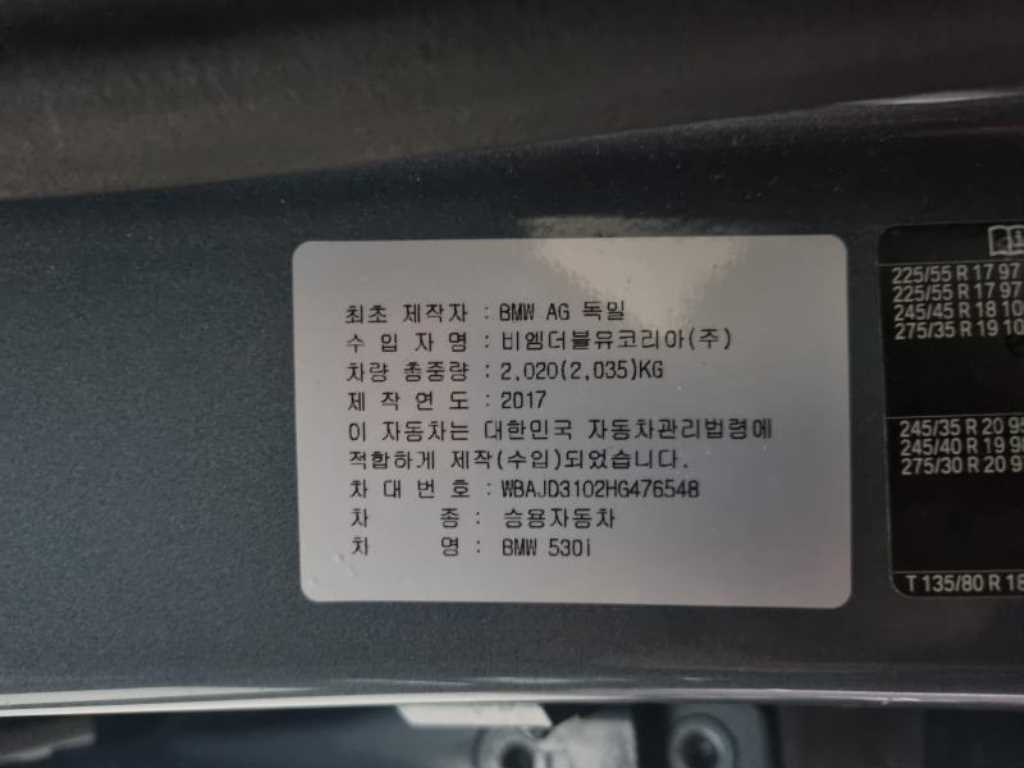 최초 제작자 : BMW AG 독일
수 입 자 명 : 비엠더블유코리아(주)
차량 총중량 : 2,020(2,035)KG
제 작 연 도 : 2017
이 자동차는 대한민국 자동차관리법령에
적합하게 제작(수입)되었습니다.
차 대 번 호 : WBAJD3102HG476548
차 종 : 승용자동차
차 명 : BMW 530i
225/55 R 17 97
225/55 R 17 97
245/45 R 18 10
275/35 R 19 10
245/35 R 20 95
245/40 R 19 9
275/30 R 20 9
T 135/80 R 18